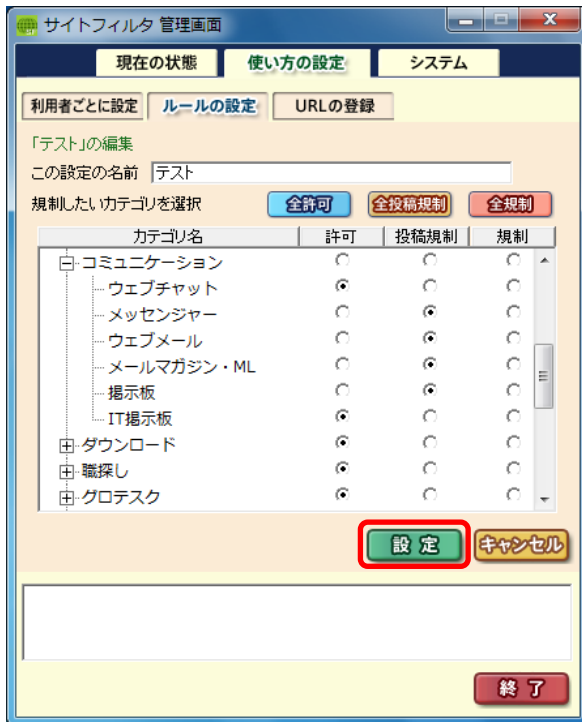 サイトフィルタ 管理画面
現在の状態 使い方の設定 システム
利用者ごとに設定 ルールの設定 URLの登録
「テスト」の編集
この設定の名前 テスト
規制したいカテゴリを選択 全許可 全投稿規制 全規制
カテゴリ名 許可 投稿規制 規制
コミュニケーション
ウェブチャット
メッセンジャー
ウェブメール
メールマガジン・ML
掲示板
IT掲示板
ダウンロード
職探し
グロテスク
設定 キャンセル
終了